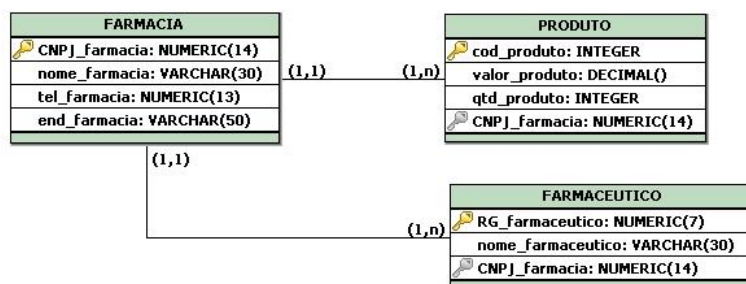 FARMACIA
CNPJ_farmacia: NUMERIC(14)
nome_farmacia: VARCHAR(30)
tel_farmacia: NUMERIC(13)
end_farmacia: VARCHAR(50)
(1,1)
(1,n)
PRODUTO
cod_produto: INTEGER
valor_produto: DECIMAL()
qtd_produto: INTEGER
CNPJ_farmacia: NUMERIC(14)
(1,1)
(1,n)
FARMACEUTICO
RG_farmaceutico: NUMERIC(7)
nome_farmaceutico: VARCHAR(30)
CNPJ_farmacia: NUMERIC(14)